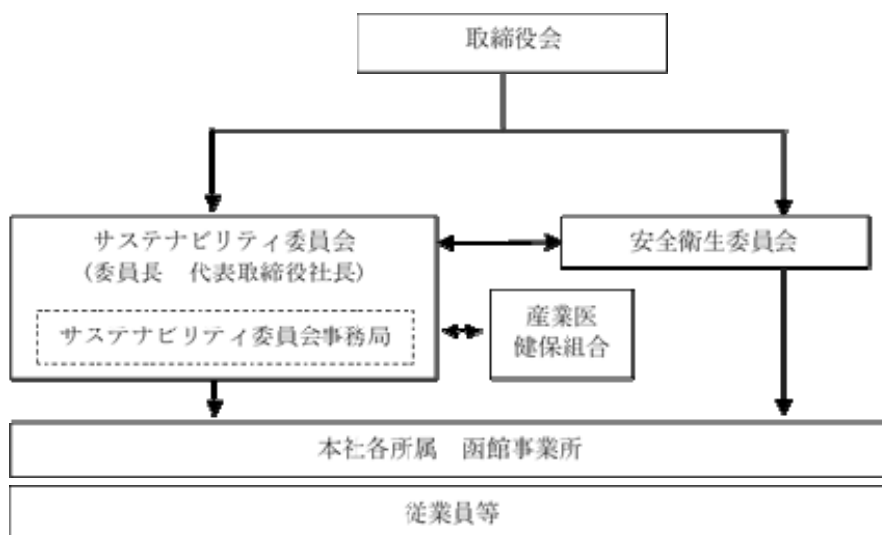 取締役会
サステナビリティ委員会
(委員長　代表取締役社長)
サステナビリティ委員会事務局
安全衛生委員会
産業医
健保組合
本社各所属　函館事業所
従業員等